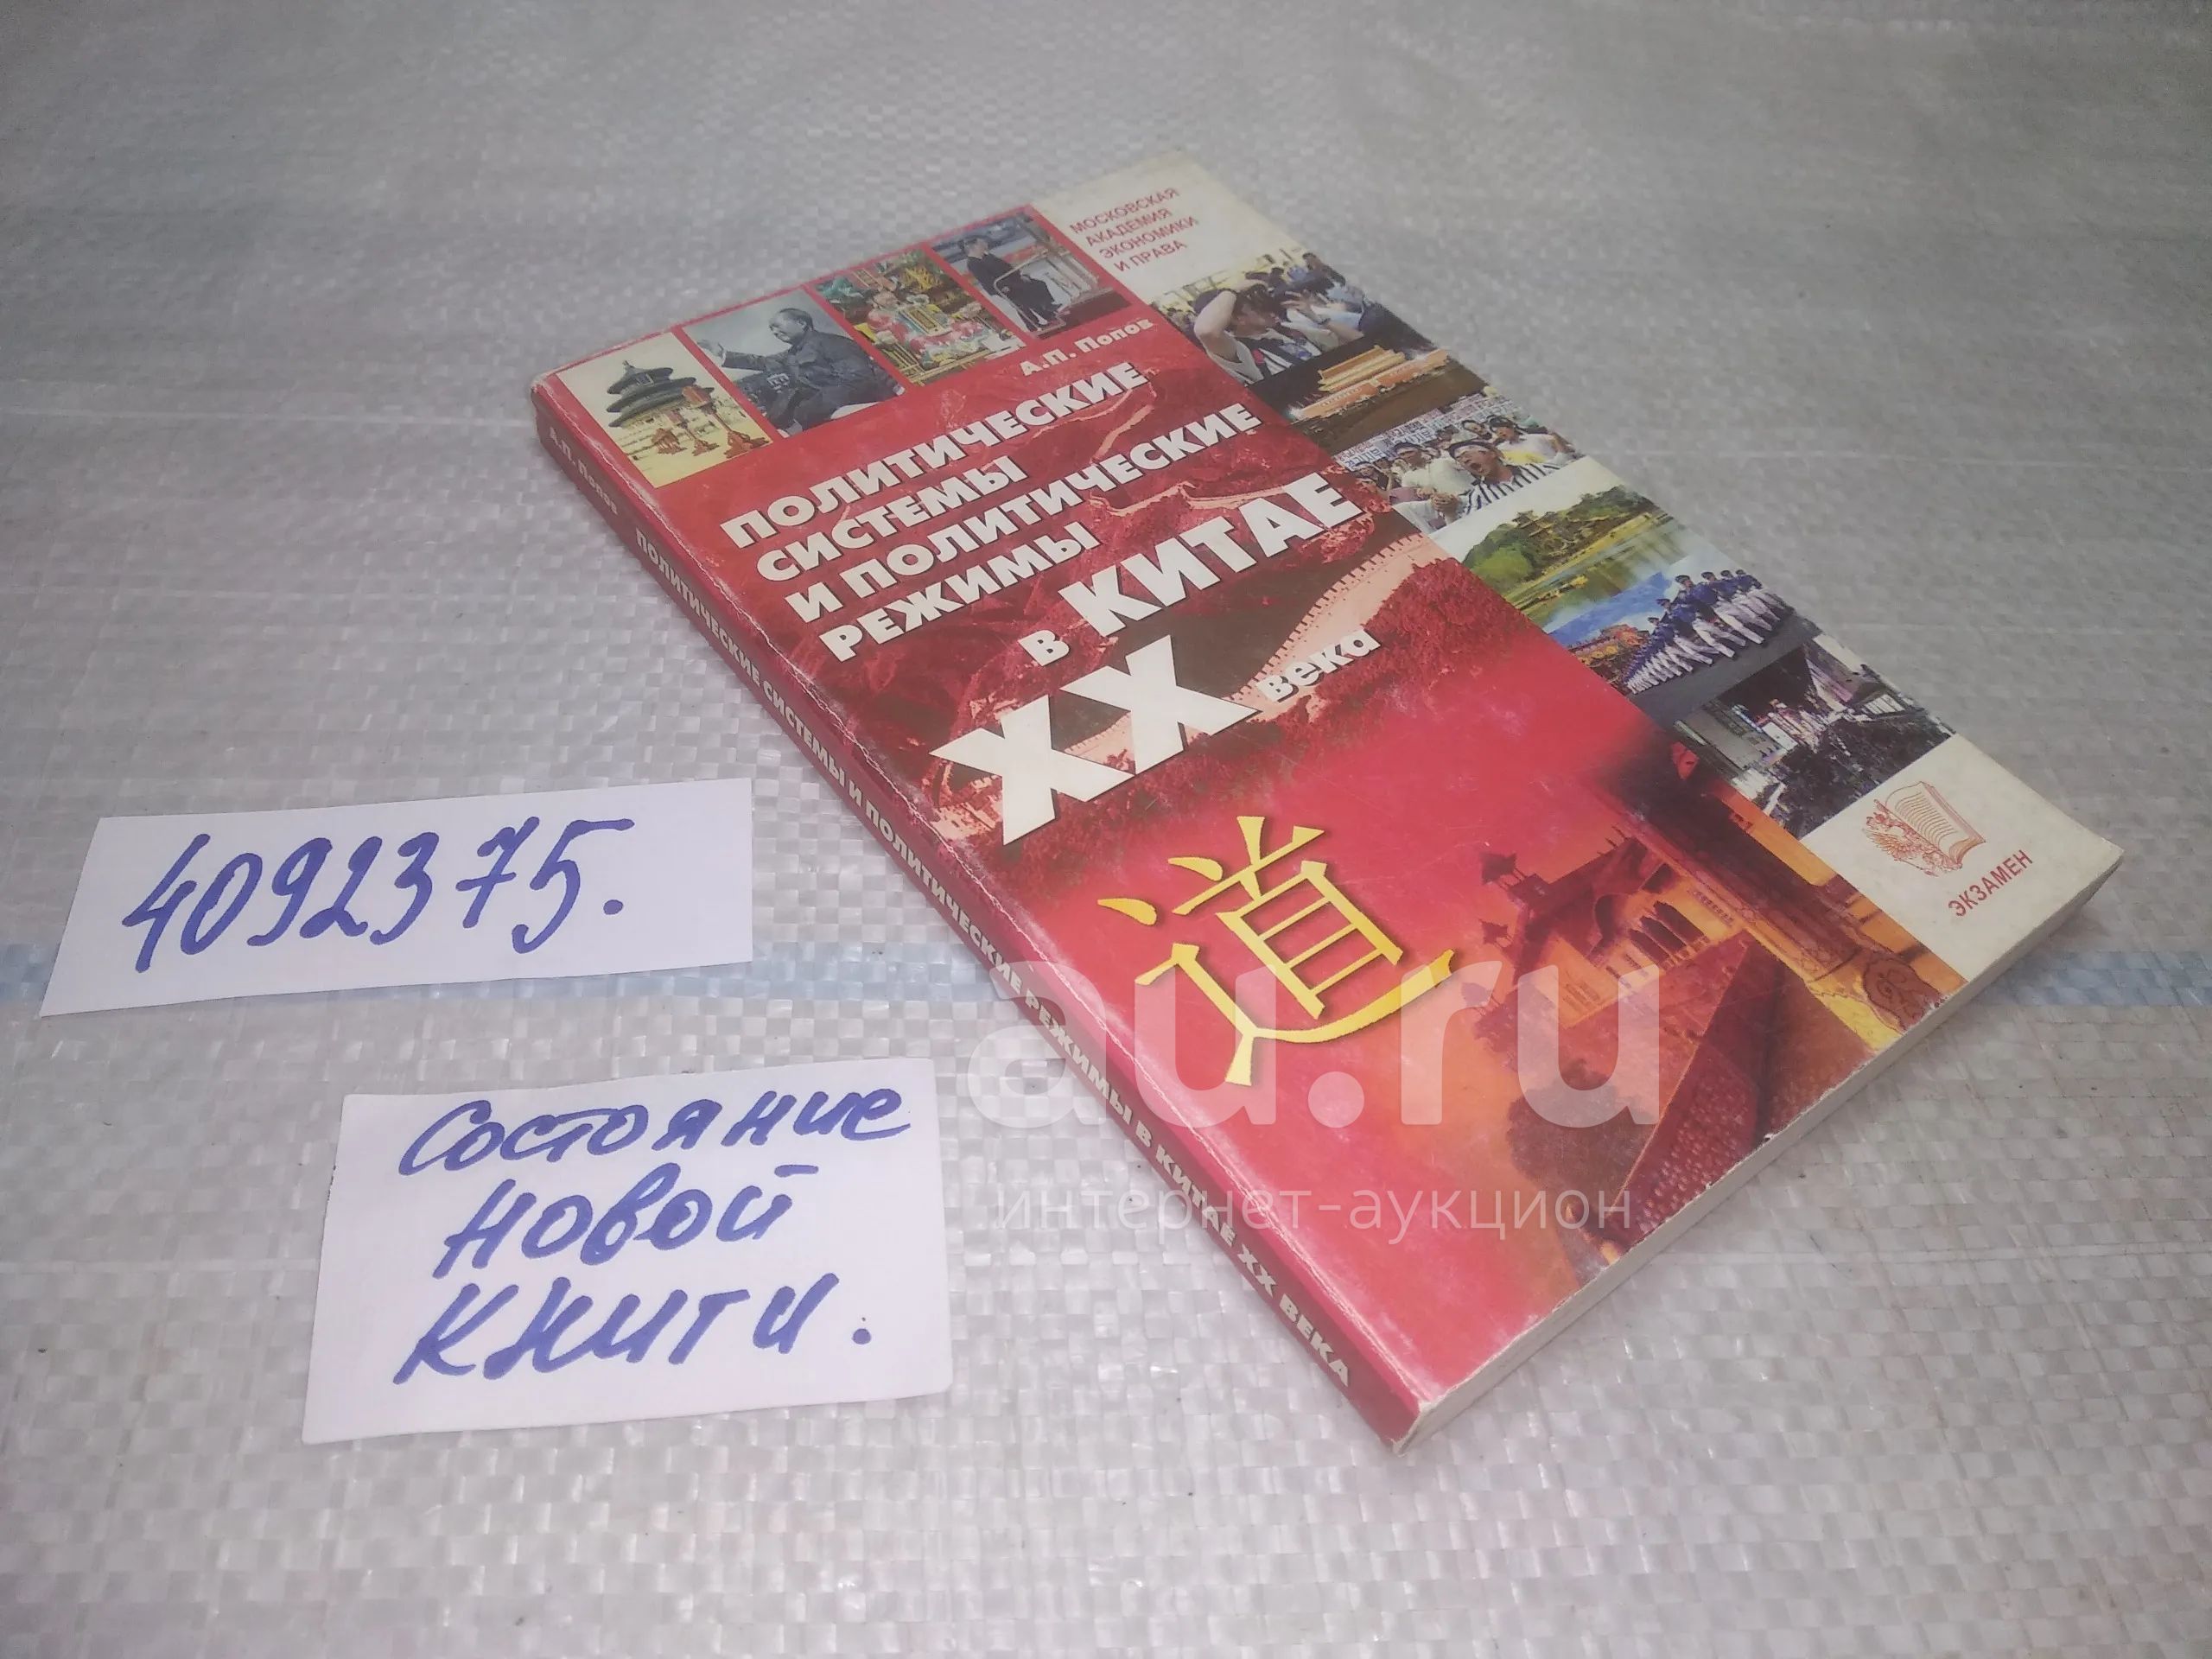 МОСКОВСКАЯ
АКАДЕМИЯ
ЭКОНОМИКИ
И ПРАВА
А.П. Попов
ПОЛИТИЧЕСКИЕ
СИСТЕМЫ
И ПОЛИТИЧЕСКИЕ
РЕЖИМЫ
в КИТАЕ
XX века
道
ЭКЗАМЕН
А.П. Попов ПОЛИТИЧЕСКИЕ СИСТЕМЫ И ПОЛИТИЧЕСКИЕ РЕЖИМЫ В КИТАЕ XX ВЕКА
4092375.
Состояние
новой
книги.
au.ru
интернет-аукцион